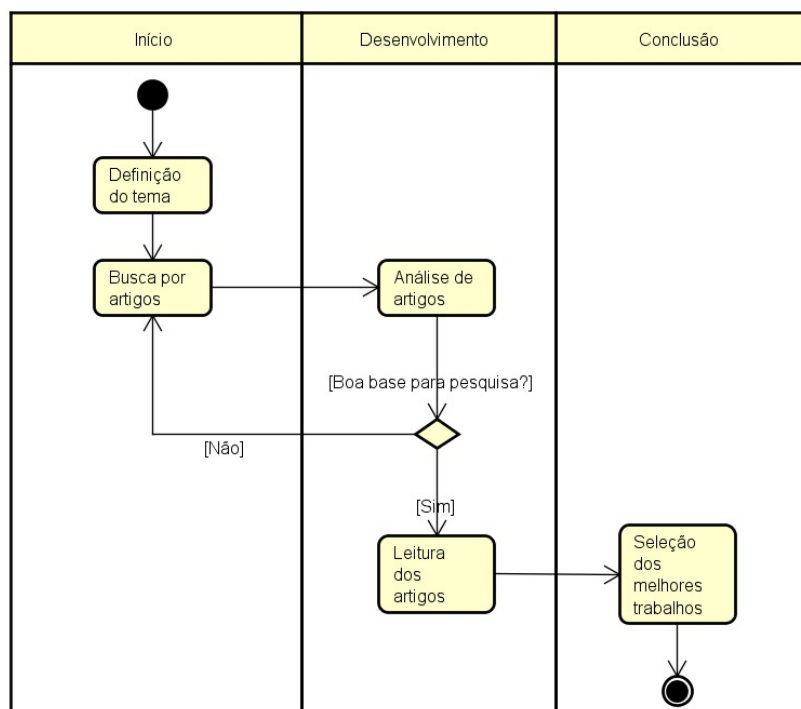 Início
Desenvolvimento
Conclusão
Definição
do tema
Busca por
artigos
Análise de
artigos
[Boa base para pesquisa?]
[Não]
[Sim]
Leitura
dos
artigos
Seleção
dos
melhores
trabalhos